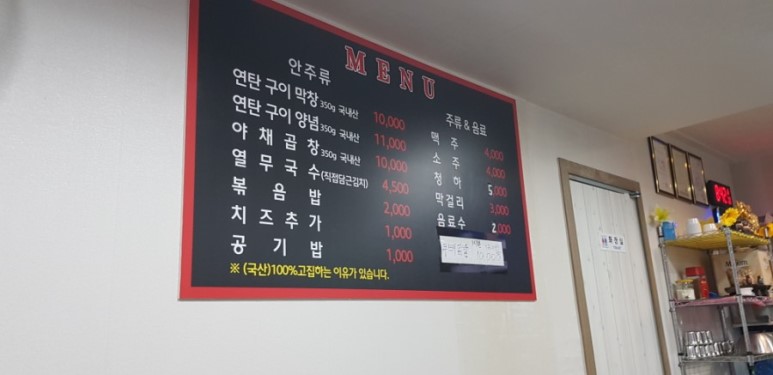 MENU
안주류
연탄 구이 막창 350g 국내산 10,000
연탄 구이 양념 350g 국내산 11,000
야채곱창 350g 국내산 10,000
열무국수 (직접담근김치) 4,500
볶음밥 2,000
치즈추가 1,000
공기밥 1,000
※ (국산)100%고집하는 이유가 있습니다.
주류 & 음료
맥주 4,000
소주 4,000
청하 5,000
막걸리 3,000
음료수 2,000
화장실